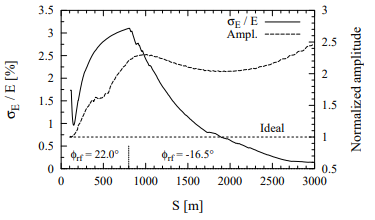 3.5
3
2.5
2
1.5
1
0.5
0
σE / E [%]
3
2.5
2
1.5
1
0.5
Normalized amplitude
σE / E
Ampl.
Ideal
ϕrf = 22.0°
ϕrf = -16.5°
0
500
1000
1500
2000
2500
3000
S [m]